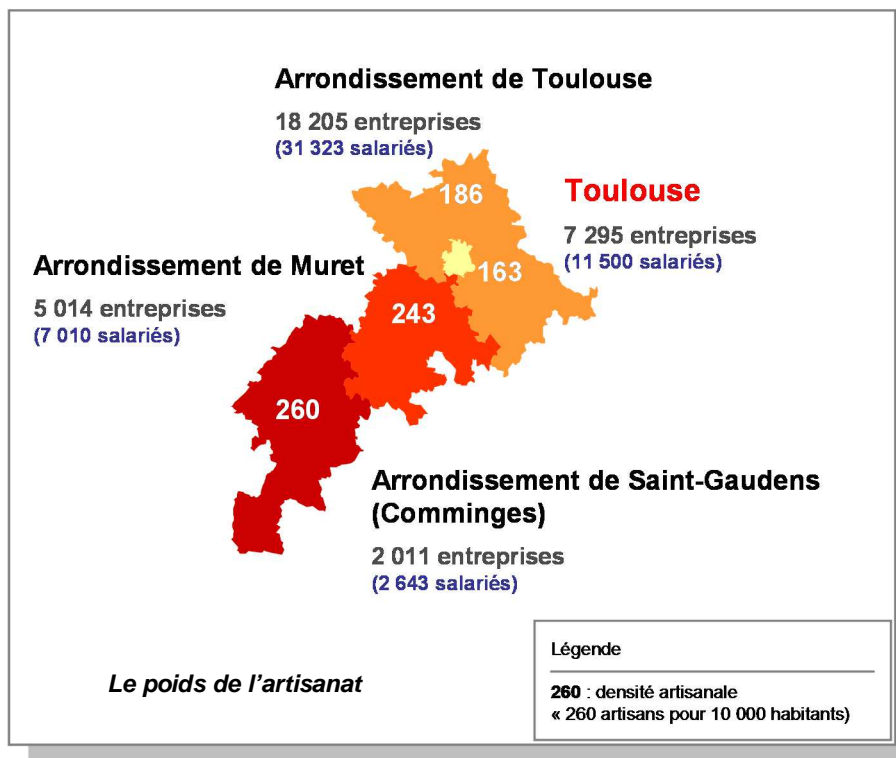 Arrondissement de Toulouse
18 205 entreprises
(31 323 salariés)
186
Toulouse
7 295 entreprises
(11 500 salariés)
163
Arrondissement de Muret
5 014 entreprises
(7 010 salariés)
243
260
Arrondissement de Saint-Gaudens
(Comminges)
2 011 entreprises
(2 643 salariés)
Le poids de l'artisanat
Légende
260 : densité artisanale
« 260 artisans pour 10 000 habitants)